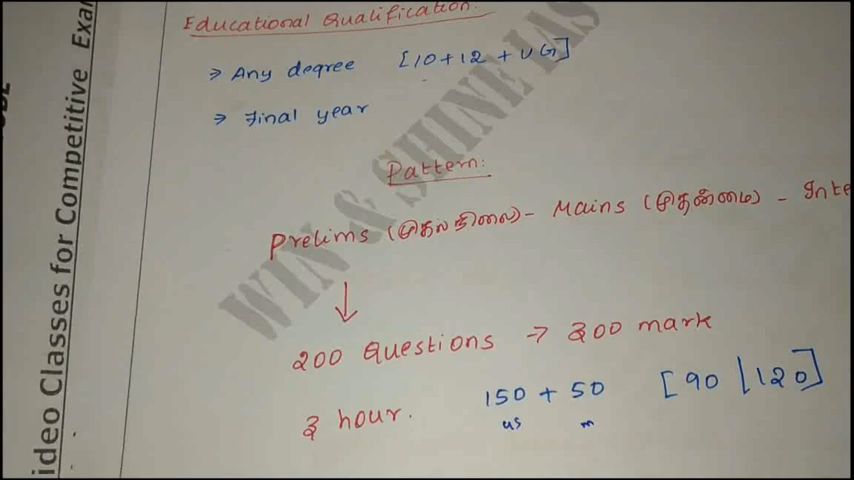 Educational Qualification:
⇒ Any degree [10+12 + UG]
⇒ Final year
Pattern:
Prelims (முதல்நிலை) - Mains (முதன்மை) - Inte
200 Questions → 300 mark
3 hour. 150 + 50 [90 | 120]
us m
WIN & SHINE IAS
ideo Classes for Competitive Exa